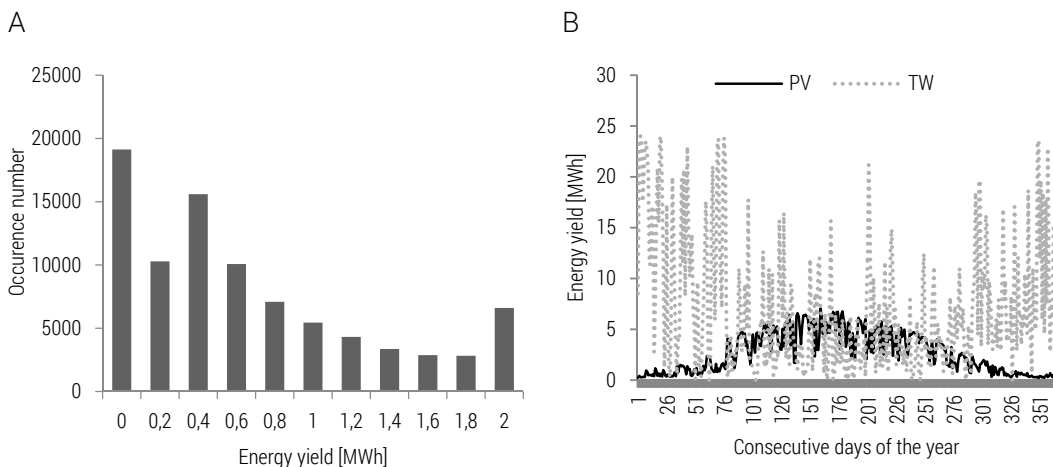 A
25000
20000
15000
10000
5000
0
Occurence number
0 0,2 0,4 0,6 0,8 1 1,2 1,4 1,6 1,8 2
Energy yield [MWh]
B
PV TW
30
25
20
15
10
5
0
Energy yield [MWh]
1 26 51 76 101 126 151 176 201 226 251 276 301 326 351
Consecutive days of the year